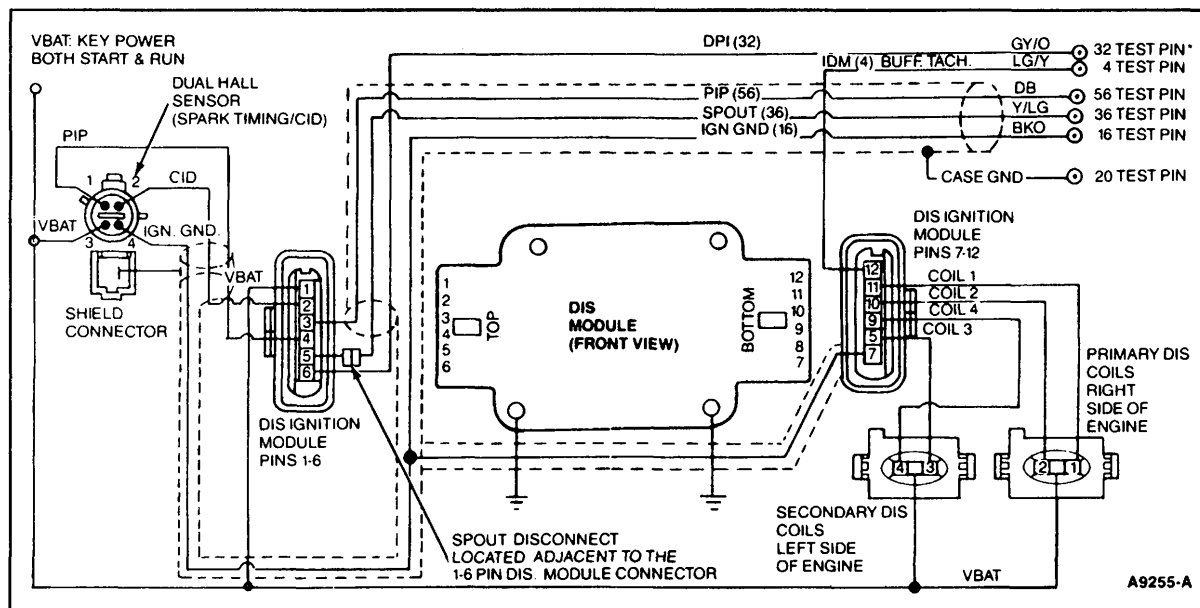 VBAT: KEY POWER
BOTH START & RUN
DUAL HALL
SENSOR
(SPARK TIMING/CID)
PIP
1
2
CID
VBAT
3
4
IGN. GND.
VBAT
SHIELD
CONNECTOR
1
2
3
4
5
6
DIS IGNITION
MODULE
PINS 1-6
DPI (32)
GY/O
32 TEST PIN*
IDM (4) BUFF. TACH.
LG/Y
4 TEST PIN
PIP (56)
DB
56 TEST PIN
SPOUT (36)
Y/LG
36 TEST PIN
IGN GND (16)
BKO
16 TEST PIN
CASE GND
20 TEST PIN
1
2
3
4
5
6
TOP
DIS
MODULE
(FRONT VIEW)
BOTTOM
12
11
10
9
8
7
DIS IGNITION
MODULE
PINS 7-12
12
11
10
9
5
7
COIL 1
COIL 2
COIL 4
COIL 3
PRIMARY DIS
COILS
RIGHT
SIDE OF
ENGINE
4
3
2
1
SECONDARY DIS
COILS
LEFT SIDE
OF ENGINE
SPOUT DISCONNECT
LOCATED ADJACENT TO THE
1-6 PIN DIS. MODULE CONNECTOR
VBAT
A9255-A